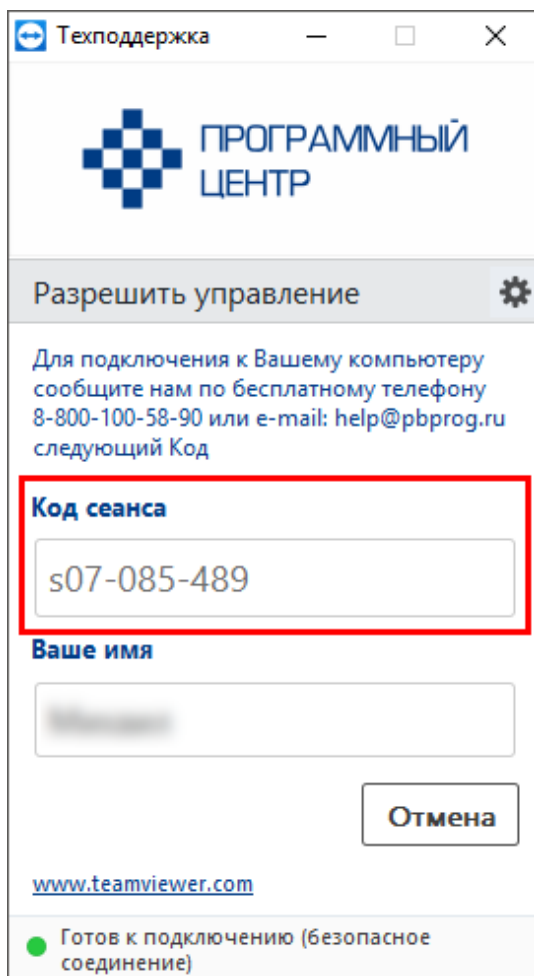 Техподдержка
ПРОГРАММНЫЙ
ЦЕНТР
Разрешить управление
Для подключения к Вашему компьютеру
сообщите нам по бесплатному телефону
8-800-100-58-90 или e-mail: help@pbprog.ru
следующий Код
Код сеанса
s07-085-489
Ваше имя
Отмена
www.teamviewer.com
Готов к подключению (безопасное
соединение)